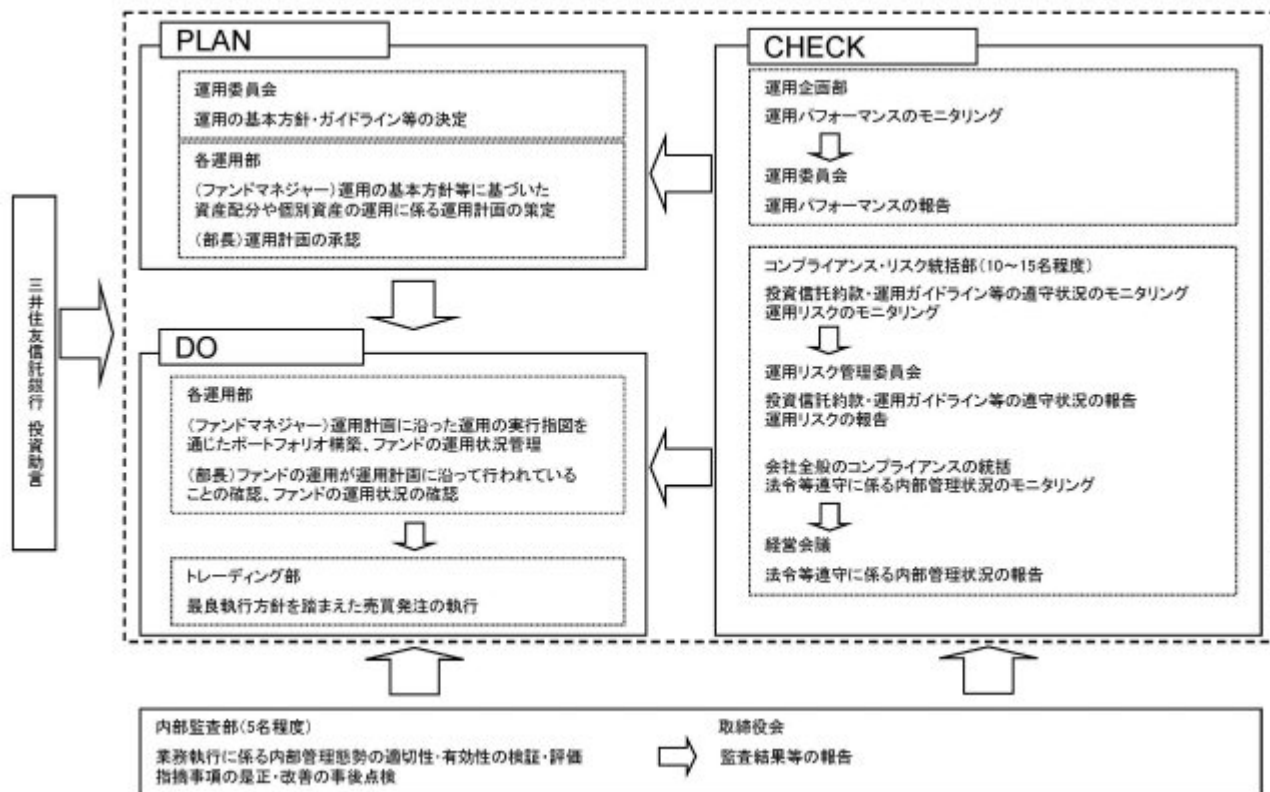 三井住友信託銀行 投資助言
PLAN
運用委員会
運用の基本方針・ガイドライン等の決定
各運用部
(ファンドマネジャー)運用の基本方針等に基づいた
資産配分や個別資産の運用に係る運用計画の策定
(部長)運用計画の承認
DO
各運用部
(ファンドマネジャー)運用計画に沿った運用の実行指図を
通じたポートフォリオ構築、ファンドの運用状況管理
(部長)ファンドの運用が運用計画に沿って行われている
ことの確認、ファンドの運用状況の確認
トレーディング部
最良執行方針を踏まえた売買発注の執行
CHECK
運用企画部
運用パフォーマンスのモニタリング
運用委員会
運用パフォーマンスの報告
コンプライアンス・リスク統括部(10~15名程度)
投資信託約款・運用ガイドライン等の遵守状況のモニタリング
運用リスクのモニタリング
運用リスク管理委員会
投資信託約款・運用ガイドライン等の遵守状況の報告
運用リスクの報告
会社全般のコンプライアンスの統括
法令等遵守に係る内部管理状況のモニタリング
経営会議
法令等遵守に係る内部管理状況の報告
内部監査部(5名程度)
業務執行に係る内部管理態勢の適切性・有効性の検証・評価
指摘事項の是正・改善の事後点検
取締役会
監査結果等の報告